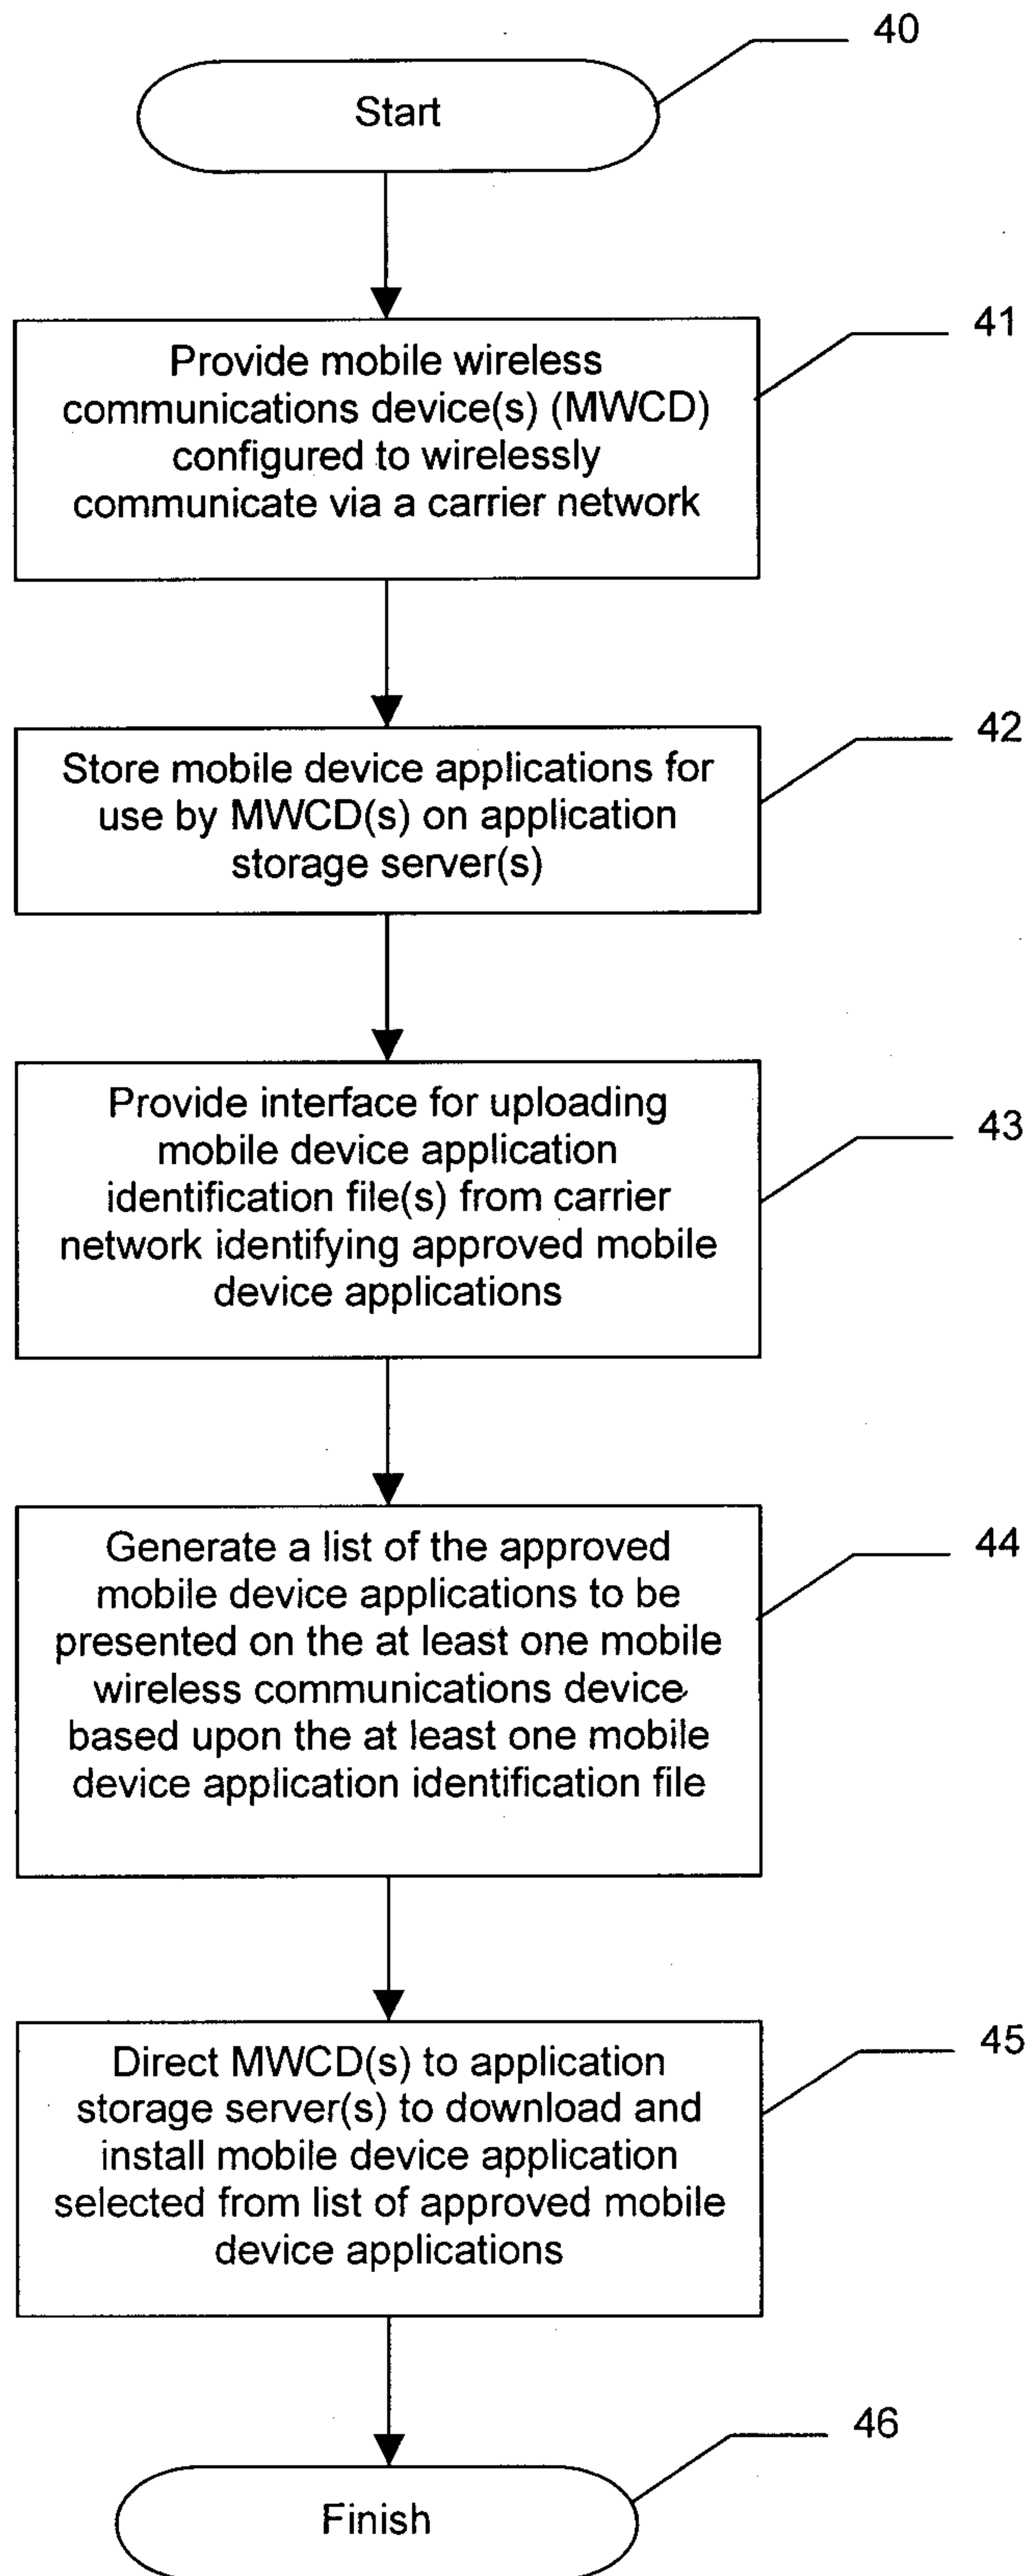 40
Start
41
Provide mobile wireless
communications device(s) (MWCD)
configured to wirelessly
communicate via a carrier network
42
Store mobile device applications for
use by MWCD(s) on application
storage server(s)
43
Provide interface for uploading
mobile device application
identification file(s) from carrier
network identifying approved mobile
device applications
44
Generate a list of the approved
mobile device applications to be
presented on the at least one mobile
wireless communications device
based upon the at least one mobile
device application identification file
45
Direct MWCD(s) to application
storage server(s) to download and
install mobile device application
selected from list of approved mobile
device applications
46
Finish